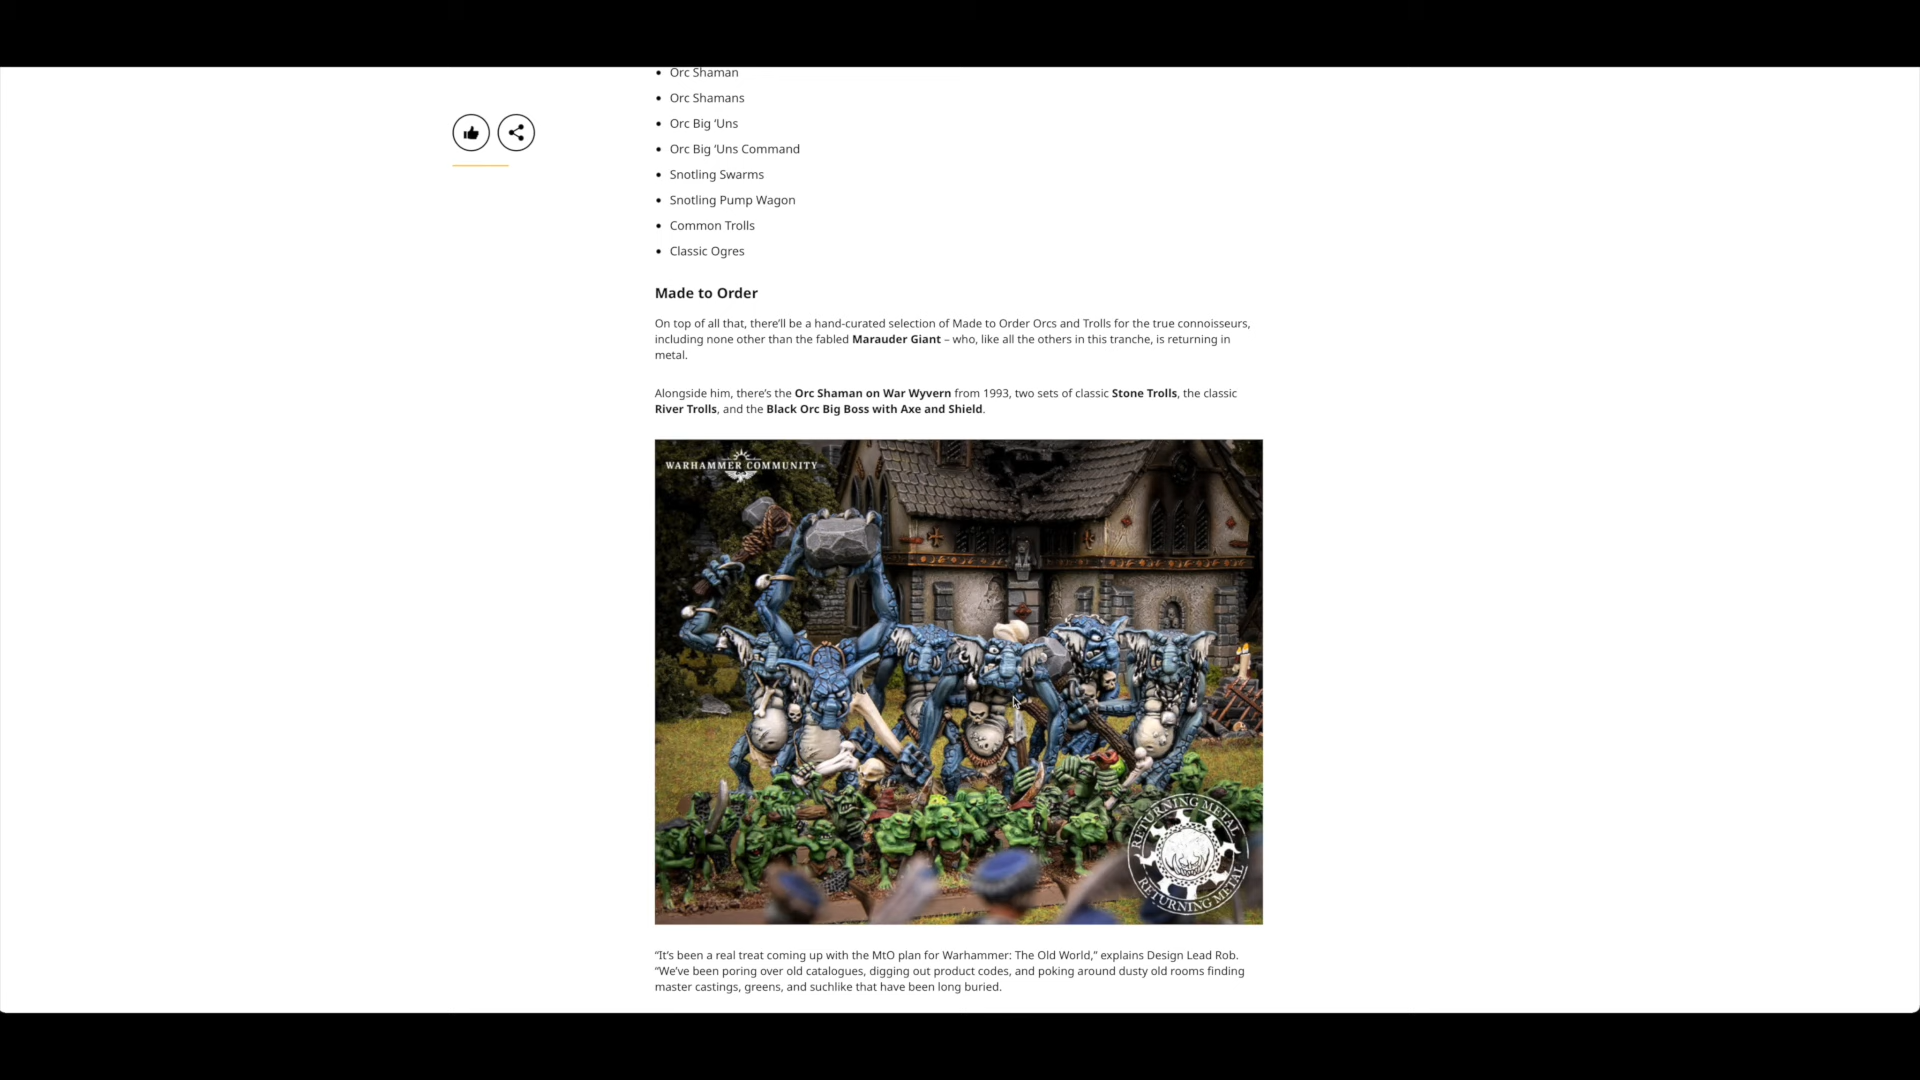 Orc Shaman
Orc Shamans
Orc Big ‘Uns
Orc Big ‘Uns Command
Snotling Swarms
Snotling Pump Wagon
Common Trolls
Classic Ogres
Made to Order
On top of all that, there’ll be a hand-curated selection of Made to Order Orcs and Trolls for the true connoisseurs,
including none other than the fabled Marauder Giant – who, like all the others in this tranche, is returning in
metal.
Alongside him, there’s the Orc Shaman on War Wyvern from 1993, two sets of classic Stone Trolls, the classic
River Trolls, and the Black Orc Big Boss with Axe and Shield.
WARHAMMER COMMUNITY
RETURNING METAL
RETURNING METAL
“It’s been a real treat coming up with the MtO plan for Warhammer: The Old World,” explains Design Lead Rob.
“We’ve been poring over old catalogues, digging out product codes, and poking around dusty old rooms finding
master castings, greens, and suchlike that have been long buried.